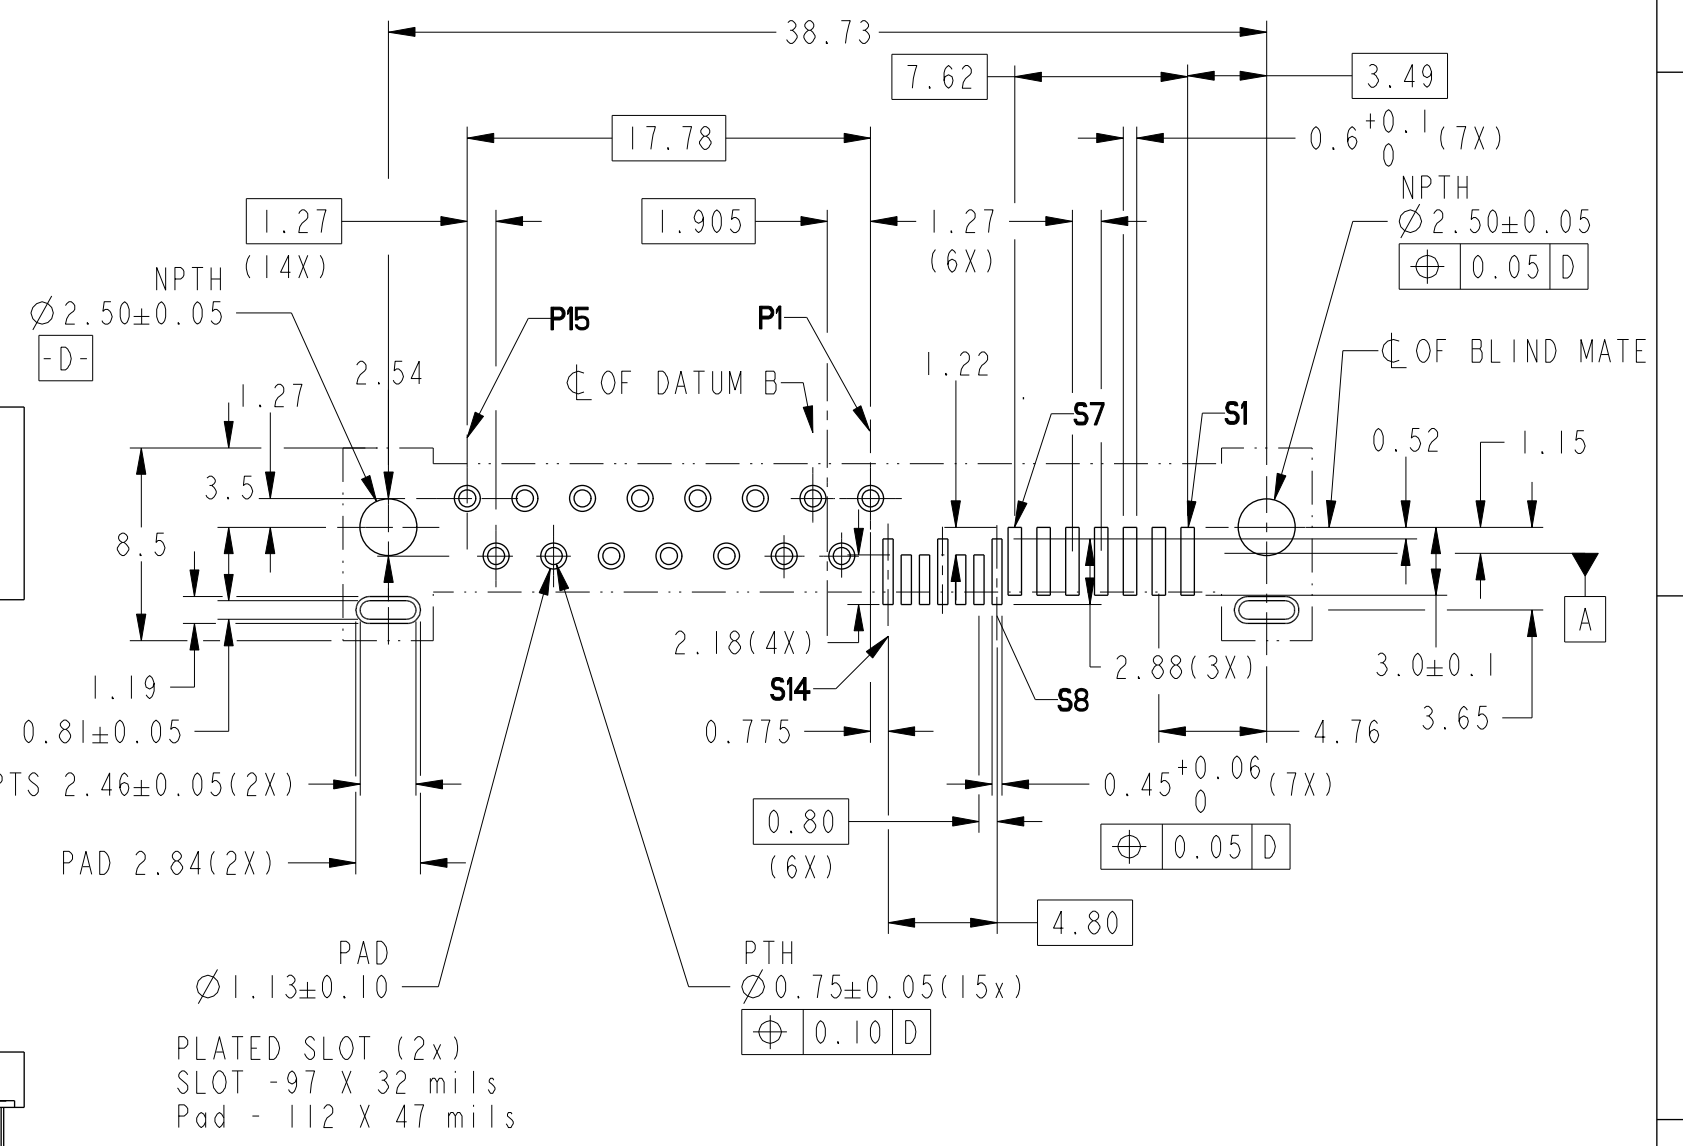 38.73
7.62
3.49
17.78
0.6 +0.1 0 (7X)
NPTH
1.27
(14X)
1.905
1.27
(6X)
Ø2.50±0.05
⌖ 0.05 D
NPTH
Ø2.50±0.05
-D-
P15
P1
2.54
1.22
℄ OF DATUM B
℄ OF BLIND MATE
1.27
S7
S1
0.52
1.15
3.5
8.5
2.18(4X)
2.88(3X)
3.0±0.1
A
1.19
S14
S8
3.65
0.81±0.05
0.775
4.76
PTS 2.46±0.05(2X)
0.45 +0.06 0 (7X)
0.80
(6X)
⌖ 0.05 D
PAD 2.84(2X)
4.80
PAD
Ø1.13±0.10
PTH
Ø0.75±0.05(15x)
⌖ 0.10 D
PLATED SLOT (2x)
SLOT -97 X 32 mils
Pad - 112 X 47 mils